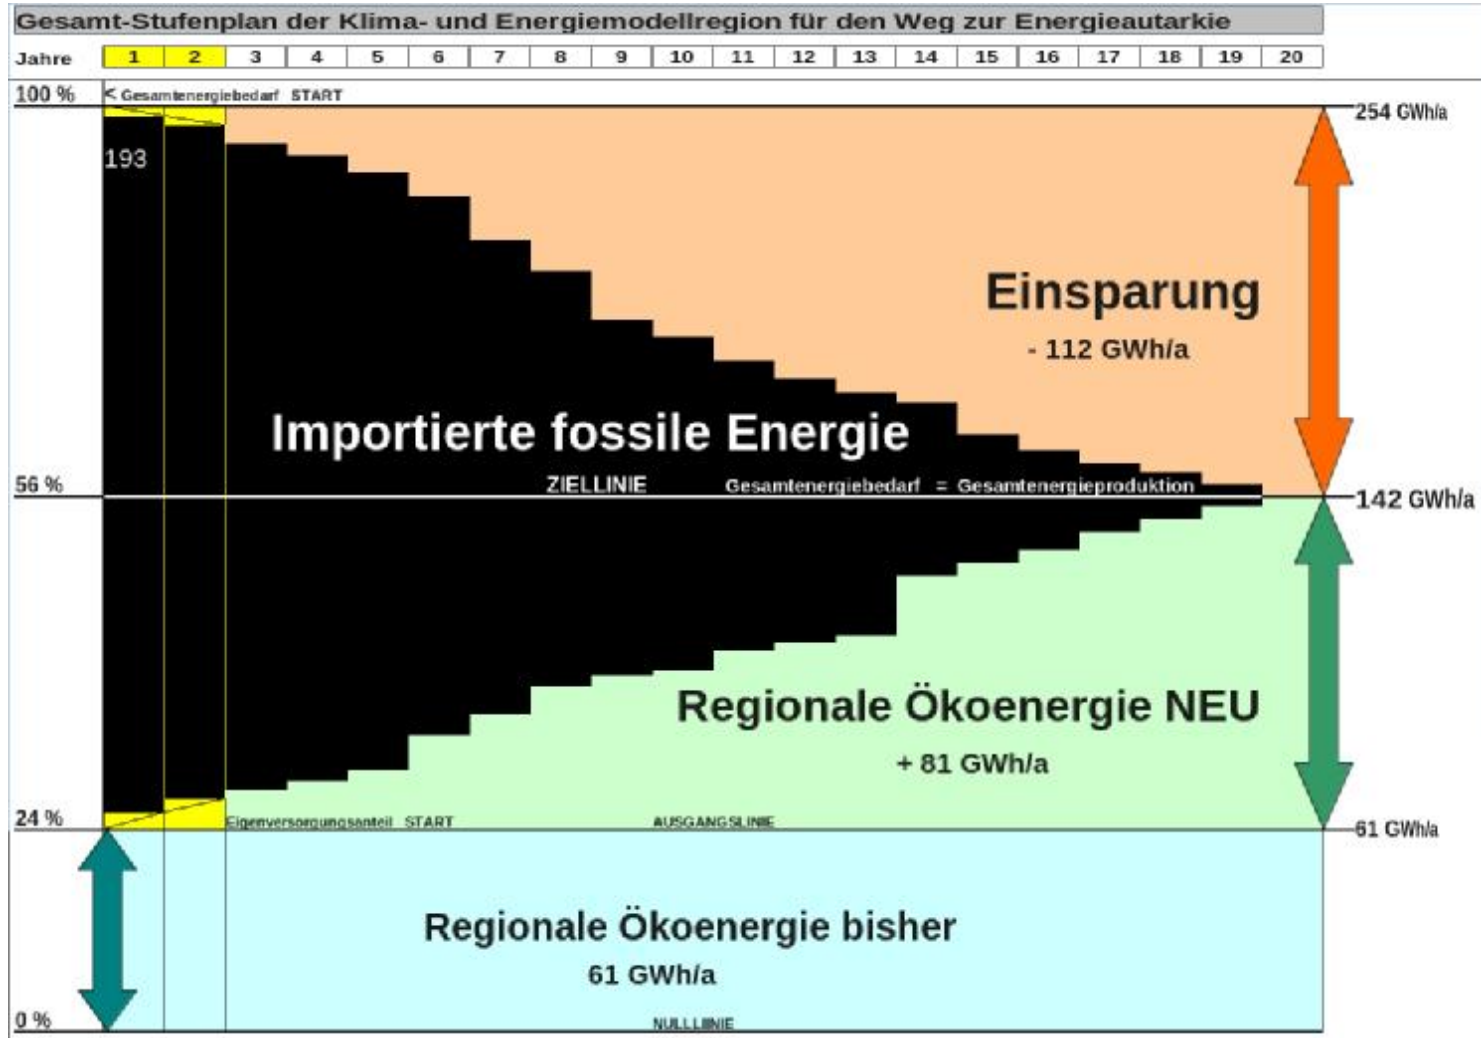 Gesamt-Stufenplan der Klima- und Energiemodellregion für den Weg zur Energieautarkie
Jahre 1 2 3 4 5 6 7 8 9 10 11 12 13 14 15 16 17 18 19 20
100 % < Gesamtenergiebedarf START
254 GWh/a
193
Einsparung
- 112 GWh/a
Importierte fossile Energie
56 % ZIELLINIE Gesamtenergiebedarf = Gesamtenergieproduktion
142 GWh/a
Regionale Ökoenergie NEU
+ 81 GWh/a
24 % Eigenversorgungsanteil START AUSGANGSLINIE
61 GWh/a
Regionale Ökoenergie bisher
61 GWh/a
0 % NULLLIINIE